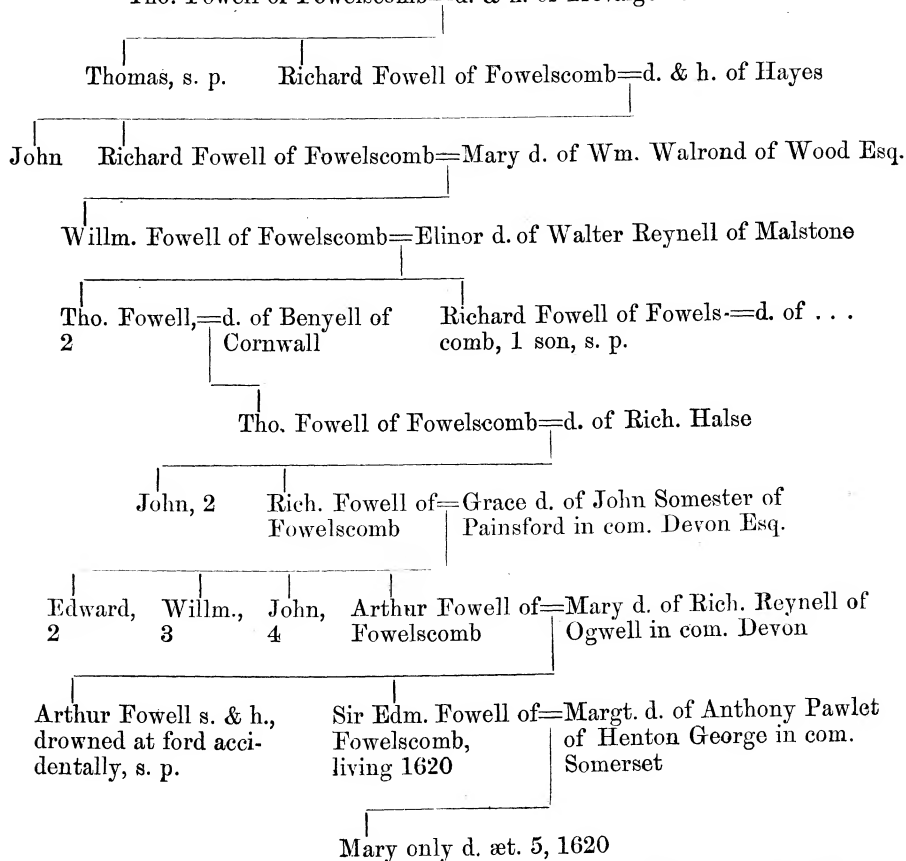 Thomas, s. p. Richard Fowell of Fowelscomb=d. & h. of Hayes
John Richard Fowell of Fowelscomb=Mary d. of Wm. Walrond of Wood Esq.
Willm. Fowell of Fowelscomb=Elinor d. of Walter Reynell of Malstone
Tho. Fowell,=d. of Benyell of
2 Cornwall
Richard Fowell of Fowels-=d. of . . .
comb, 1 son, s. p.
Tho. Fowell of Fowelscomb=d. of Rich. Halse
John, 2
Rich. Fowell of=Grace d. of John Somester of
Fowelscomb Painsford in com. Devon Esq.
Edward,
2
Willm.,
3
John,
4
Arthur Fowell of=Mary d. of Rich. Reynell of
Fowelscomb Ogwell in com. Devon
Arthur Fowell s. & h.,
drowned at ford acci-
dentally, s. p.
Sir Edm. Fowell of=Margt. d. of Anthony Pawlet
Fowelscomb, of Henton George in com.
living 1620 Somerset
Mary only d. æt. 5, 1620